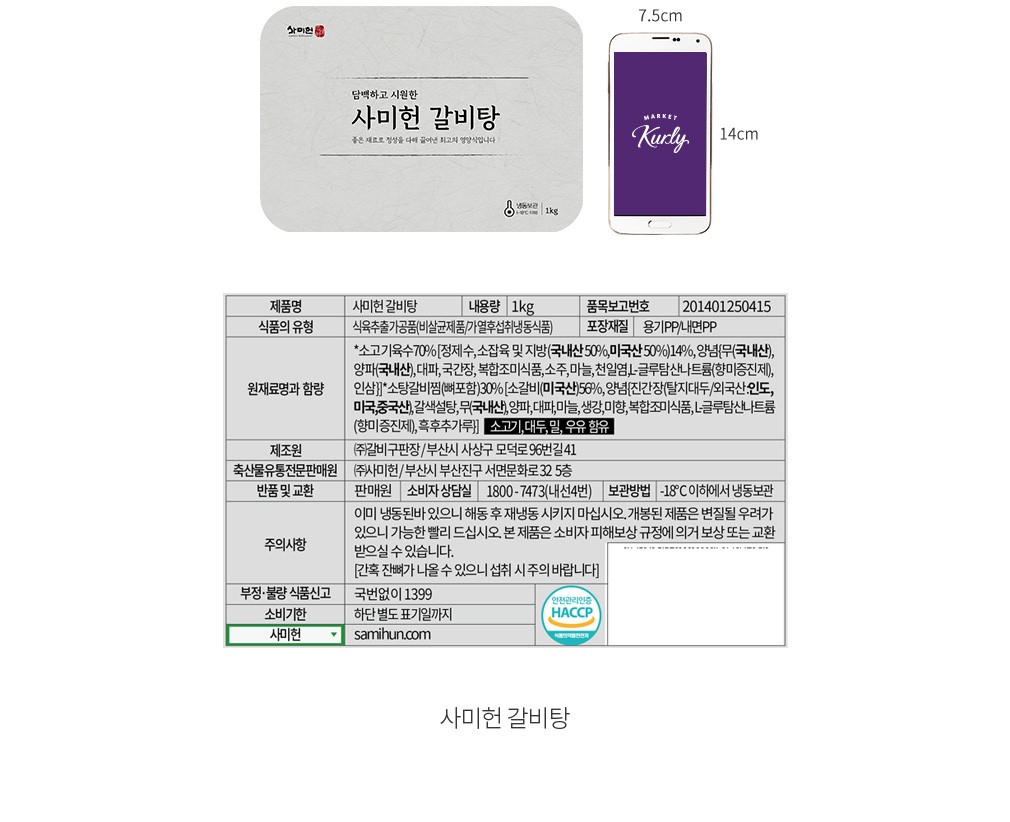 사미헌
담백하고 시원한
사미헌 갈비탕
좋은 재료로 정성을 다해 끓여낸 최고의 영양식입니다
냉동보관
1kg
7.5cm
MARKET
Kurly
14cm
제품명 사미헌 갈비탕 내용량 1kg 품목보고번호 201401250415
식품의 유형 식육추출가공품(비살균제품/가열후섭취냉동식품) 포장재질 용기PP/내면PP
원재료명과 함량
*소고기육수70% [정제수, 소잡육 및 지방(국내산 50%,미국산 50%)14%, 양념{무(국내산),
양파(국내산), 대파, 국간장, 복합조미식품, 소주, 마늘, 천일염,L-글루탐산나트륨(향미증진제),
인삼}]*소탕갈비찜(뼈포함)30% [소갈비(미국산)56%, 양념{진간장(탈지대두/외국산:인도,
미국,중국산),갈색설탕, 무(국내산),양파, 대파,마늘, 생강,미향, 복합조미식품, L-글루탐산나트륨
(향미증진제), 흑후추가루}] 소고기,대두, 밀, 우유 함유
제조원 ㈜갈비구판장 / 부산시 사상구 모덕로 96번길 41
축산물유통전문판매원 ㈜사미헌 / 부산시 부산진구 서면문화로 32 5층
반품 및 교환 판매원 소비자 상담실 1800-7473(내선4번) 보관방법 -18℃ 이하에서 냉동보관
주의사항
이미 냉동된바 있으니 해동 후 재냉동 시키지 마십시오. 개봉된 제품은 변질될 우려가
있으니 가능한 빨리 드십시오. 본 제품은 소비자 피해보상 규정에 의거 보상 또는 교환
받으실 수 있습니다.
[간혹 잔뼈가 나올 수 있으니 섭취 시 주의 바랍니다]
부정·불량 식품신고 국번없이 1399
소비기한 하단 별도 표기일까지
사미헌 samihun.com
안전관리인증
HACCP
식품의약품안전처
사미헌 갈비탕